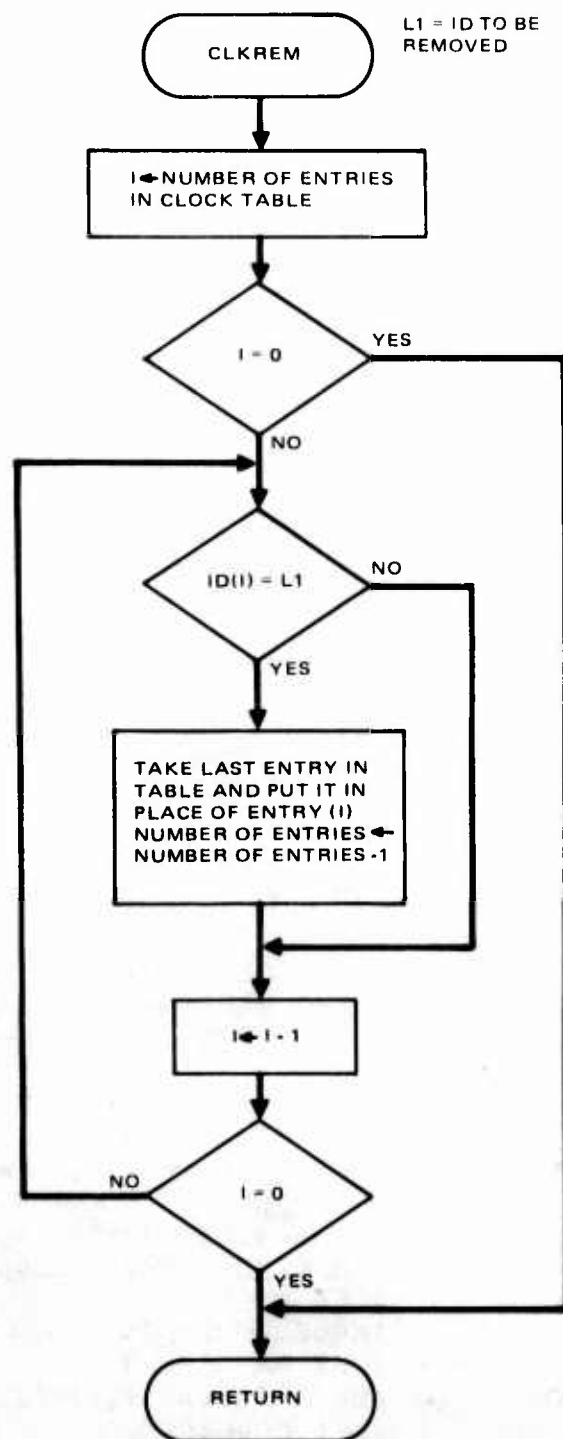 CLKREM
L1 = ID TO BE
REMOVED
I←NUMBER OF ENTRIES
IN CLOCK TABLE
I = 0
YES
NO
ID(I) = L1
NO
YES
TAKE LAST ENTRY IN
TABLE AND PUT IT IN
PLACE OF ENTRY (I)
NUMBER OF ENTRIES←
NUMBER OF ENTRIES -1
I← I - 1
NO
I = 0
YES
RETURN